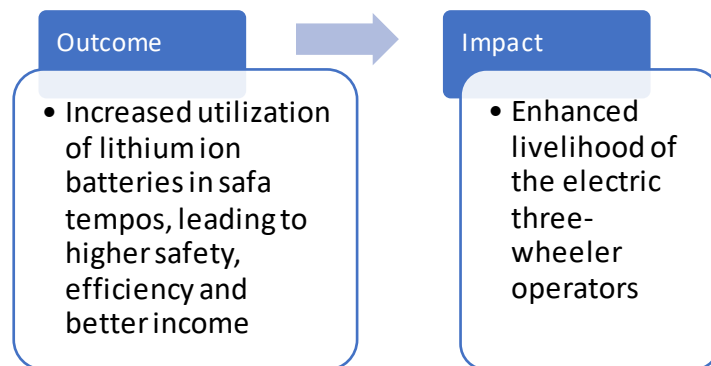 Outcome
• Increased utilization
of lithium ion
batteries in safa
tempos, leading to
higher safety,
efficiency and
better income
Impact
• Enhanced
livelihood of
the electric
three-
wheeler
operators